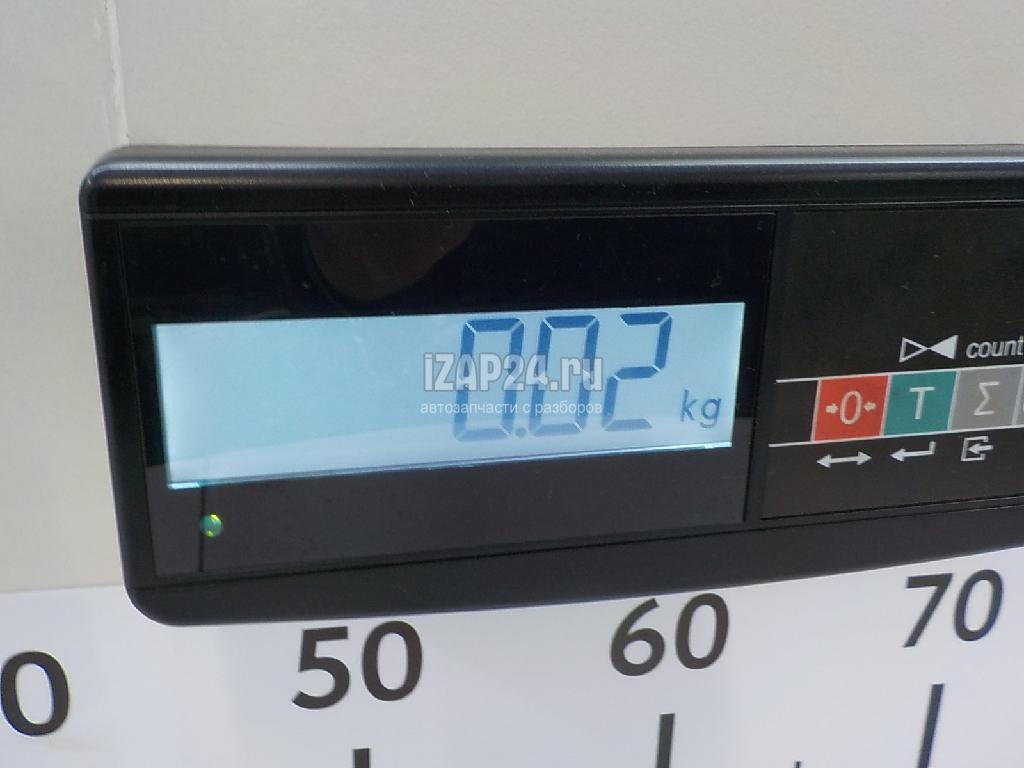 0.02 kg
iZAP24.ru
автозапчасти с разборов
count
→0← T Σ
0 50 60 70